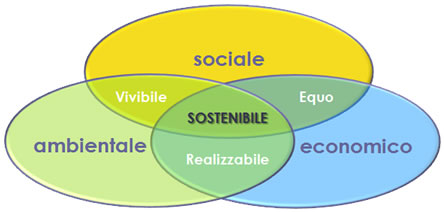 sociale
Vivibile
Equo
SOSTENIBILE
ambientale
economico
Realizzabile